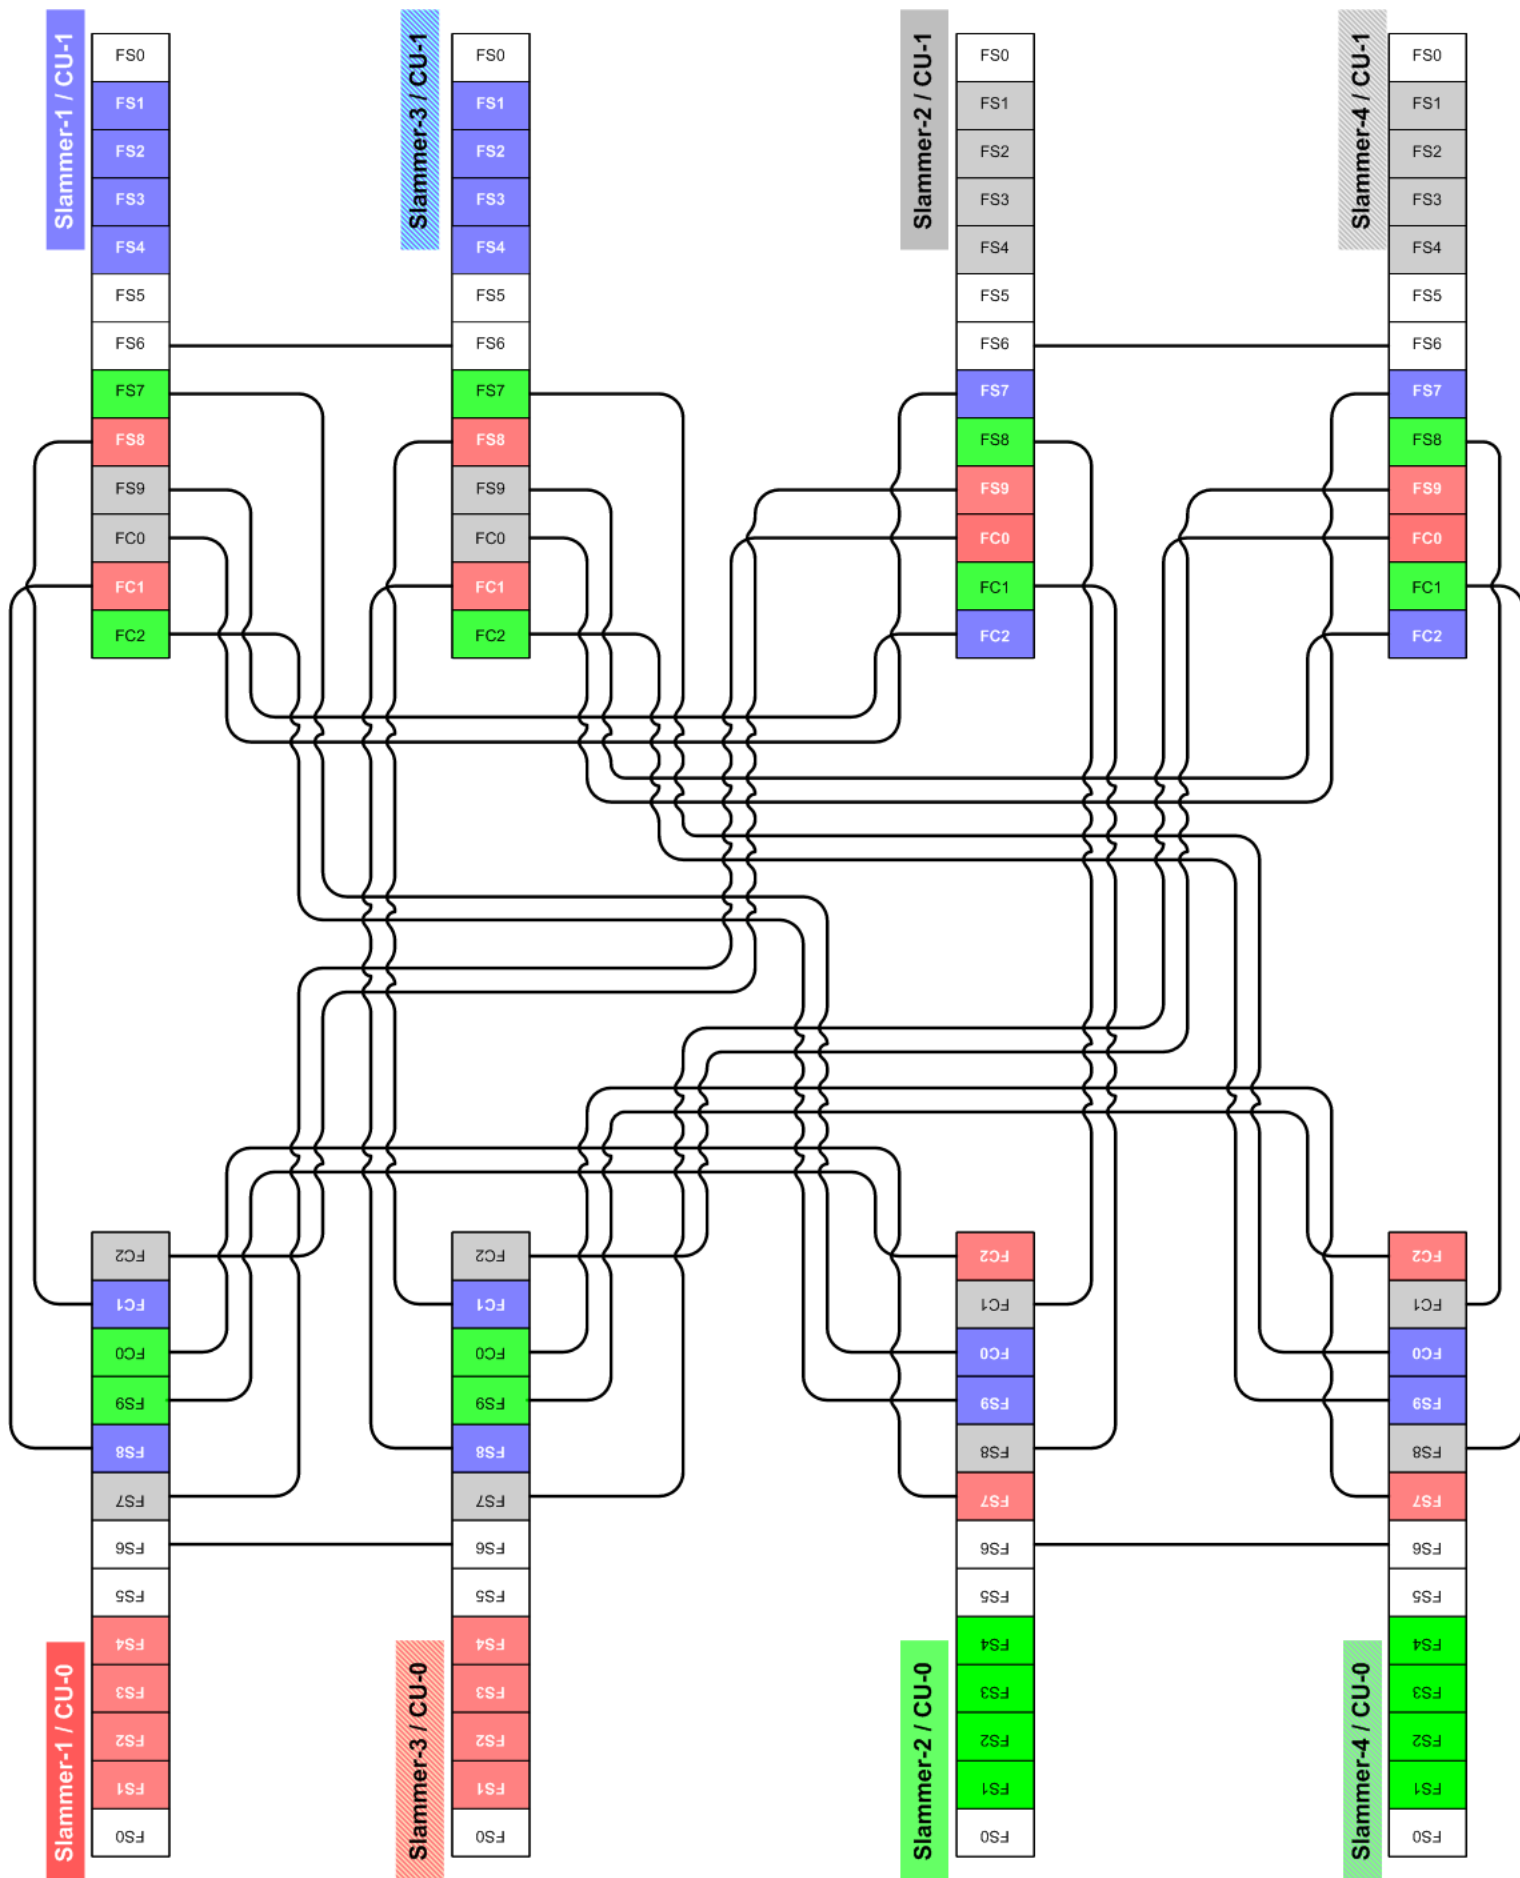 Slammer-1 / CU-1
FS0
FS1
FS2
FS3
FS4
FS5
FS6
FS7
FS8
FS9
FC0
FC1
FC2
Slammer-3 / CU-1
FS0
FS1
FS2
FS3
FS4
FS5
FS6
FS7
FS8
FS9
FC0
FC1
FC2
Slammer-2 / CU-1
FS0
FS1
FS2
FS3
FS4
FS5
FS6
FS7
FS8
FS9
FC0
FC1
FC2
Slammer-4 / CU-1
FS0
FS1
FS2
FS3
FS4
FS5
FS6
FS7
FS8
FS9
FC0
FC1
FC2
Slammer-1 / CU-0
FC2
FC1
FC0
FS9
FS8
FS7
FS6
FS5
FS4
FS3
FS2
FS1
FS0
Slammer-3 / CU-0
FC2
FC1
FC0
FS9
FS8
FS7
FS6
FS5
FS4
FS3
FS2
FS1
FS0
Slammer-2 / CU-0
FC2
FC1
FC0
FS9
FS8
FS7
FS6
FS5
FS4
FS3
FS2
FS1
FS0
Slammer-4 / CU-0
FC2
FC1
FC0
FS9
FS8
FS7
FS6
FS5
FS4
FS3
FS2
FS1
FS0